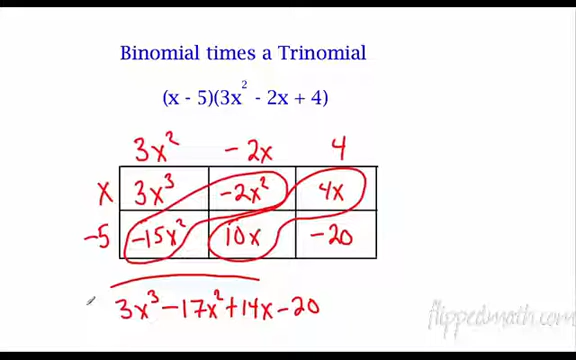 Binomial times a Trinomial
(x - 5)(3x² - 2x + 4)
3x² -2x 4
x 3x³ -2x² 4x
-5 -15x² 10x -20
3x³ -17x² +14x -20
flippedmath.com